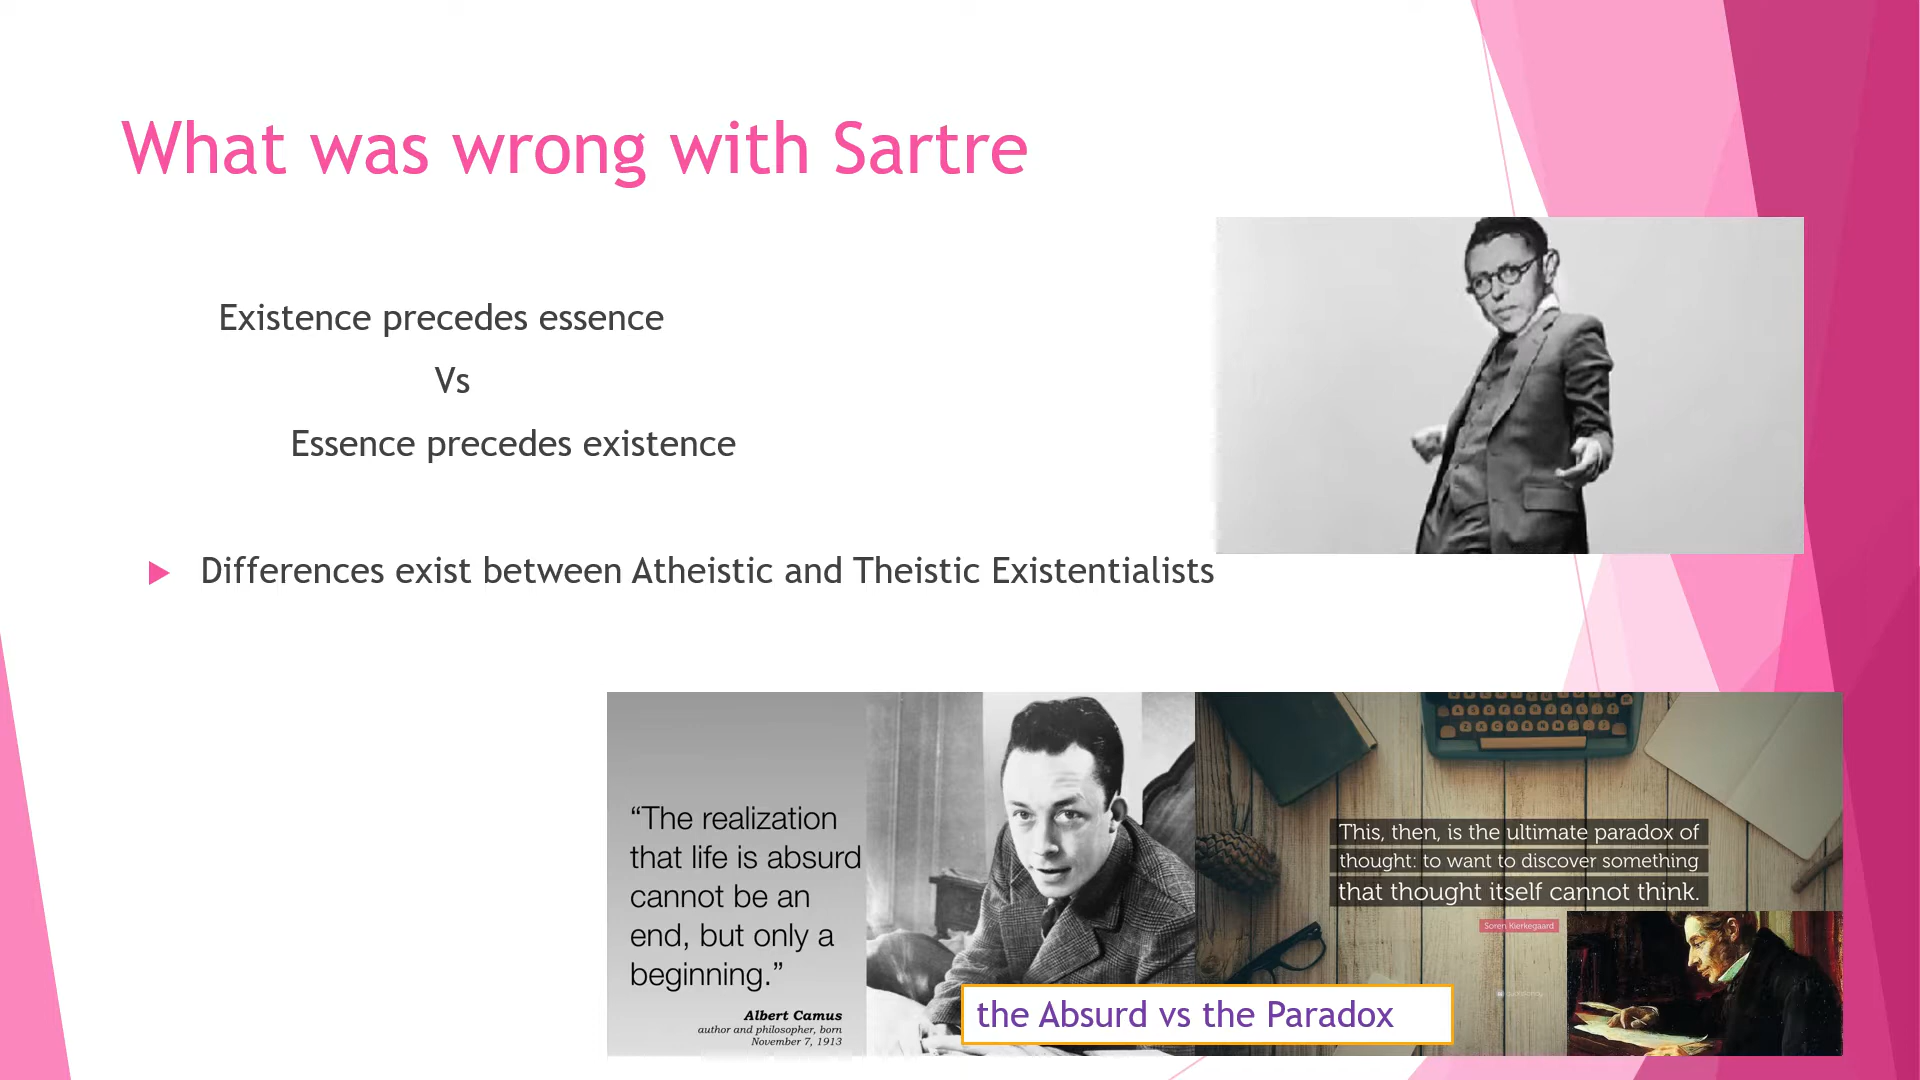 What was wrong with Sartre
Existence precedes essence
Vs
Essence precedes existence
Differences exist between Atheistic and Theistic Existentialists
“The realization
that life is absurd
cannot be an
end, but only a
beginning.”
Albert Camus
author and philosopher, born
November 7, 1913
This, then, is the ultimate paradox of
thought: to want to discover something
that thought itself cannot think.
Soren Kierkegaard
the Absurd vs the Paradox